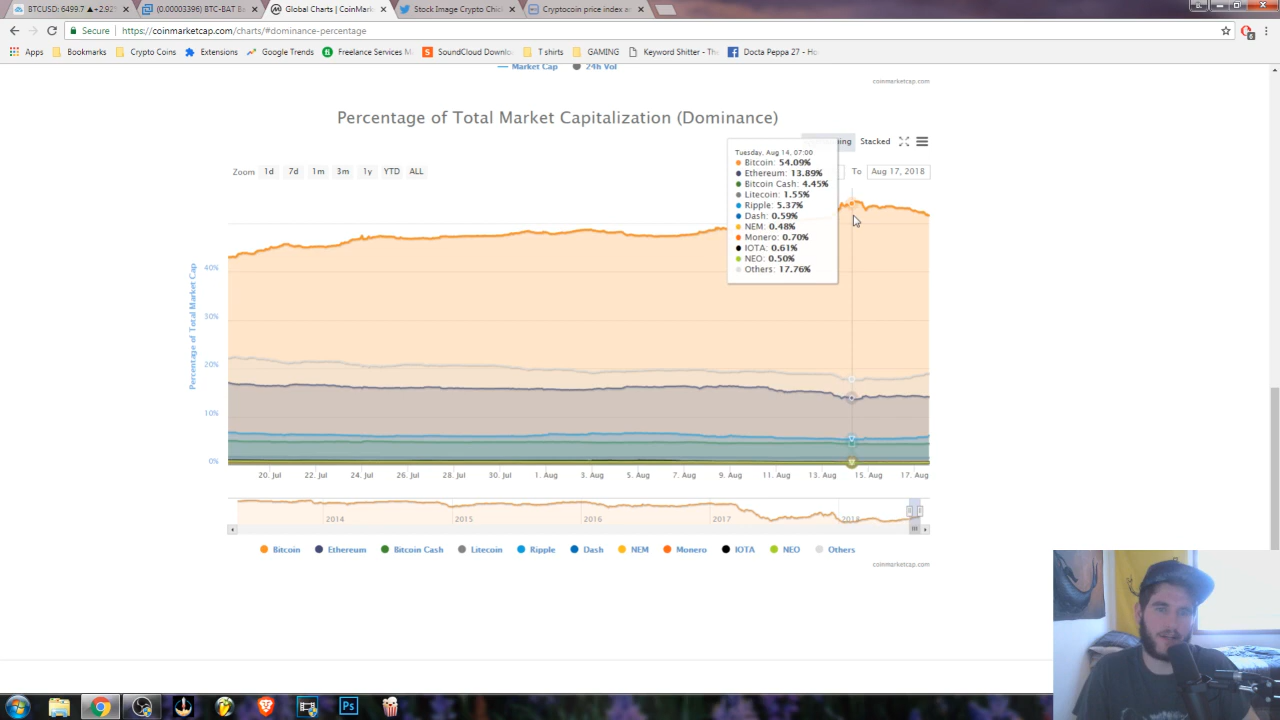 BTCUSD: 6499.7 ▲+2.92
(0.00003396) BTC-BAT B
Global Charts | CoinMark
Stock Image Crypto Chic
Cryptocoin price index a
Secure | https://coinmarketcap.com/charts/#dominance-percentage
Apps Bookmarks Crypto Coins Extensions Google Trends Freelance Services M SoundCloud Downlo T shirts GAMING Keyword Shitter - Th Docta Peppa 27 - Ho
Market Cap 24h Vol
coinmarketcap.com
Percentage of Total Market Capitalization (Dominance)
Stacked
Zoom 1d 7d 1m 3m 1y YTD ALL
To Aug 17, 2018
Tuesday, Aug 14, 07:00
Bitcoin: 54.09%
Ethereum: 13.89%
Bitcoin Cash: 4.45%
Litecoin: 1.55%
Ripple: 5.37%
Dash: 0.59%
NEM: 0.48%
Monero: 0.70%
IOTA: 0.61%
NEO: 0.50%
Others: 17.76%
Percentage of Total Market Cap
40%
30%
20%
10%
0%
20. Jul 22. Jul 24. Jul 26. Jul 28. Jul 30. Jul 1. Aug 3. Aug 5. Aug 7. Aug 9. Aug 11. Aug 13. Aug 15. Aug 17. Aug
2014 2015 2016 2017 2018
Bitcoin Ethereum Bitcoin Cash Litecoin Ripple Dash NEM Monero IOTA NEO Others
coinmarketcap.com